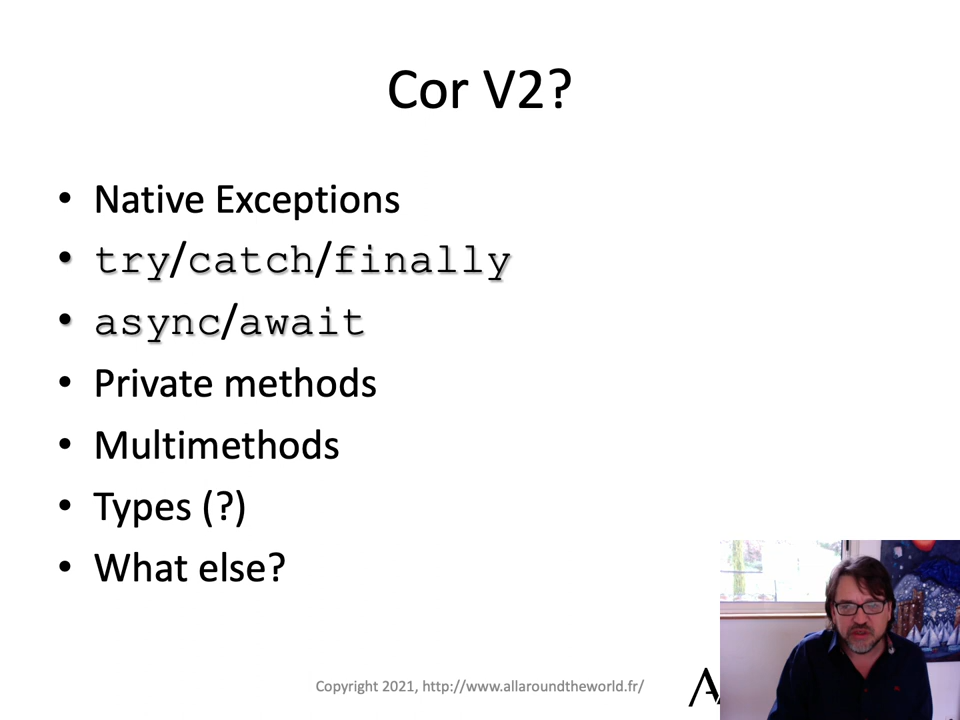 Cor V2?
• Native Exceptions
• try/catch/finally
• async/await
• Private methods
• Multimethods
• Types (?)
• What else?
Copyright 2021, http://www.allaroundtheworld.fr/